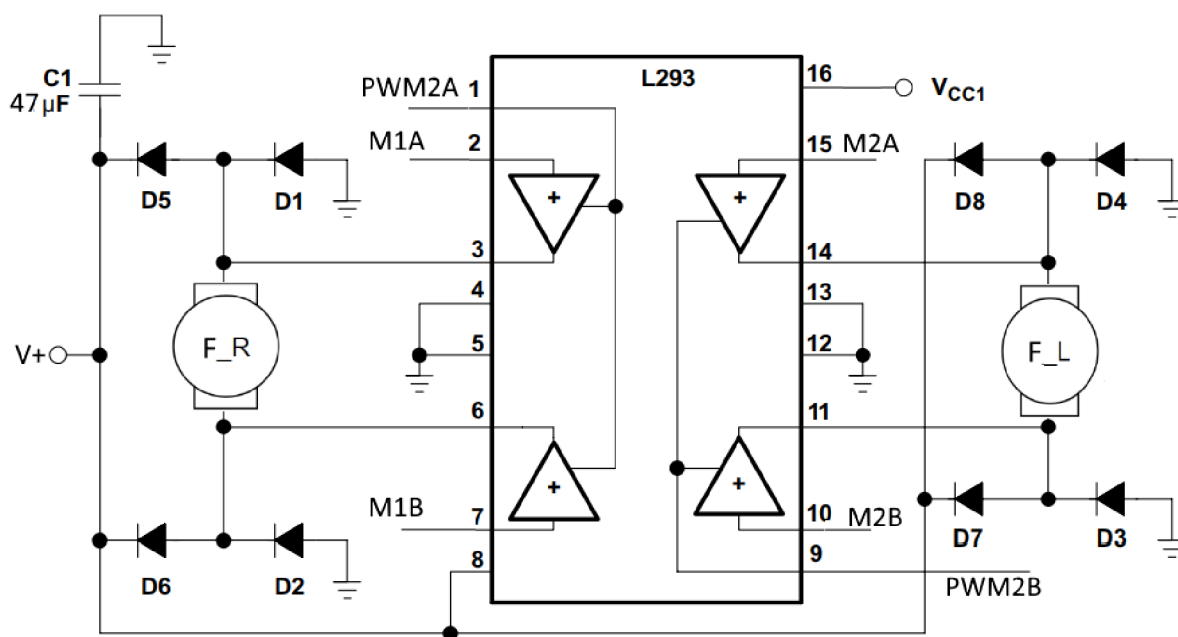 L293
C1
47µF
PWM2A
1
16
VCC1
M1A
2
15
M2A
D5
D1
D8
D4
3
14
4
13
V+
F_R
5
12
F_L
6
11
M1B
7
10
M2B
8
9
D6
D2
D7
D3
PWM2B
+
+
+
+